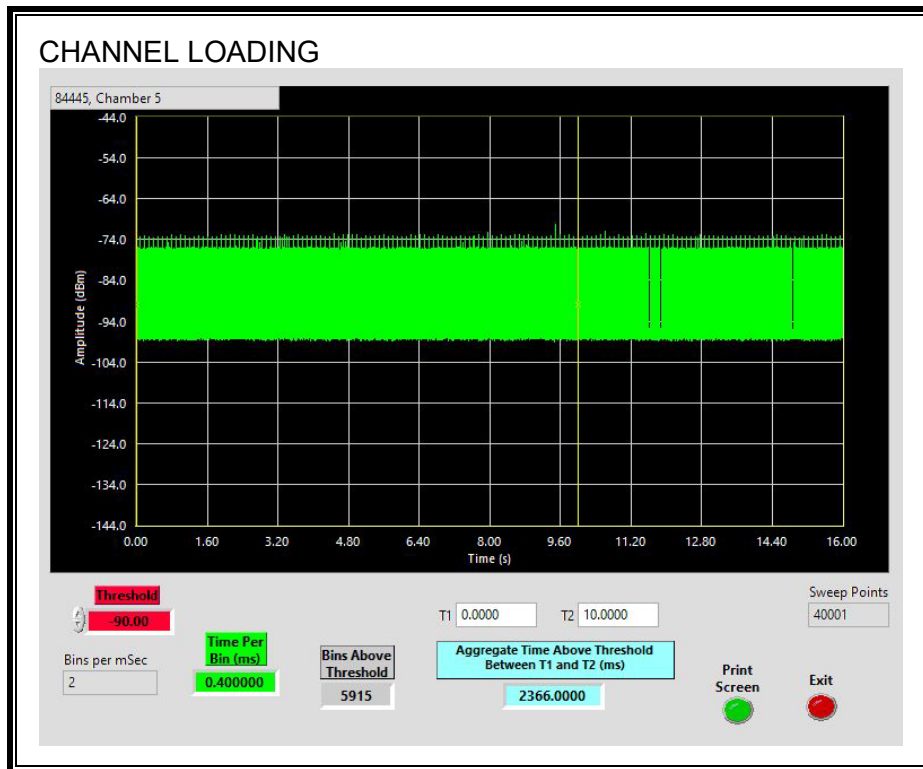 CHANNEL LOADING
84445, Chamber 5
-44.0
-54.0
-64.0
-74.0
-84.0
-94.0
-104.0
-114.0
-124.0
-134.0
-144.0
Amplitude (dBm)
0.00 1.60 3.20 4.80 6.40 8.00 9.60 11.20 12.80 14.40 16.00
Time (s)
Threshold
-90.00
Bins per mSec
2
Time Per
Bin (ms)
0.400000
Bins Above
Threshold
5915
T1 0.0000 T2 10.0000
Aggregate Time Above Threshold
Between T1 and T2 (ms)
2366.0000
Sweep Points
40001
Print
Screen
Exit